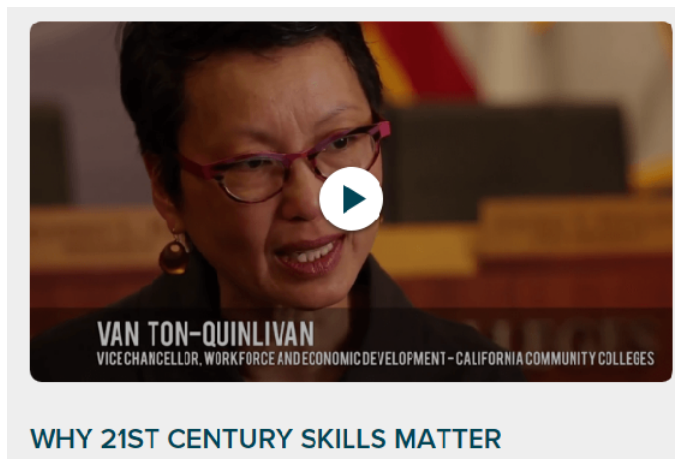 VAN TON-QUINLIVAN
VICE CHANCELLOR, WORKFORCE AND ECONOMIC DEVELOPMENT - CALIFORNIA COMMUNITY COLLEGES
WHY 21ST CENTURY SKILLS MATTER